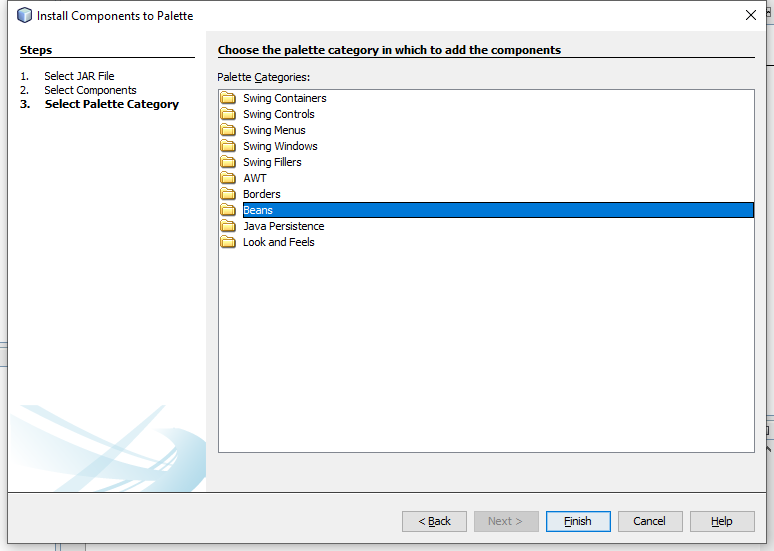 Install Components to Palette
Steps
1. Select JAR File
2. Select Components
3. Select Palette Category
Choose the palette category in which to add the components
Palette Categories:
Swing Containers
Swing Controls
Swing Menus
Swing Windows
Swing Fillers
AWT
Borders
Beans
Java Persistence
Look and Feels
< Back
Next >
Finish
Cancel
Help